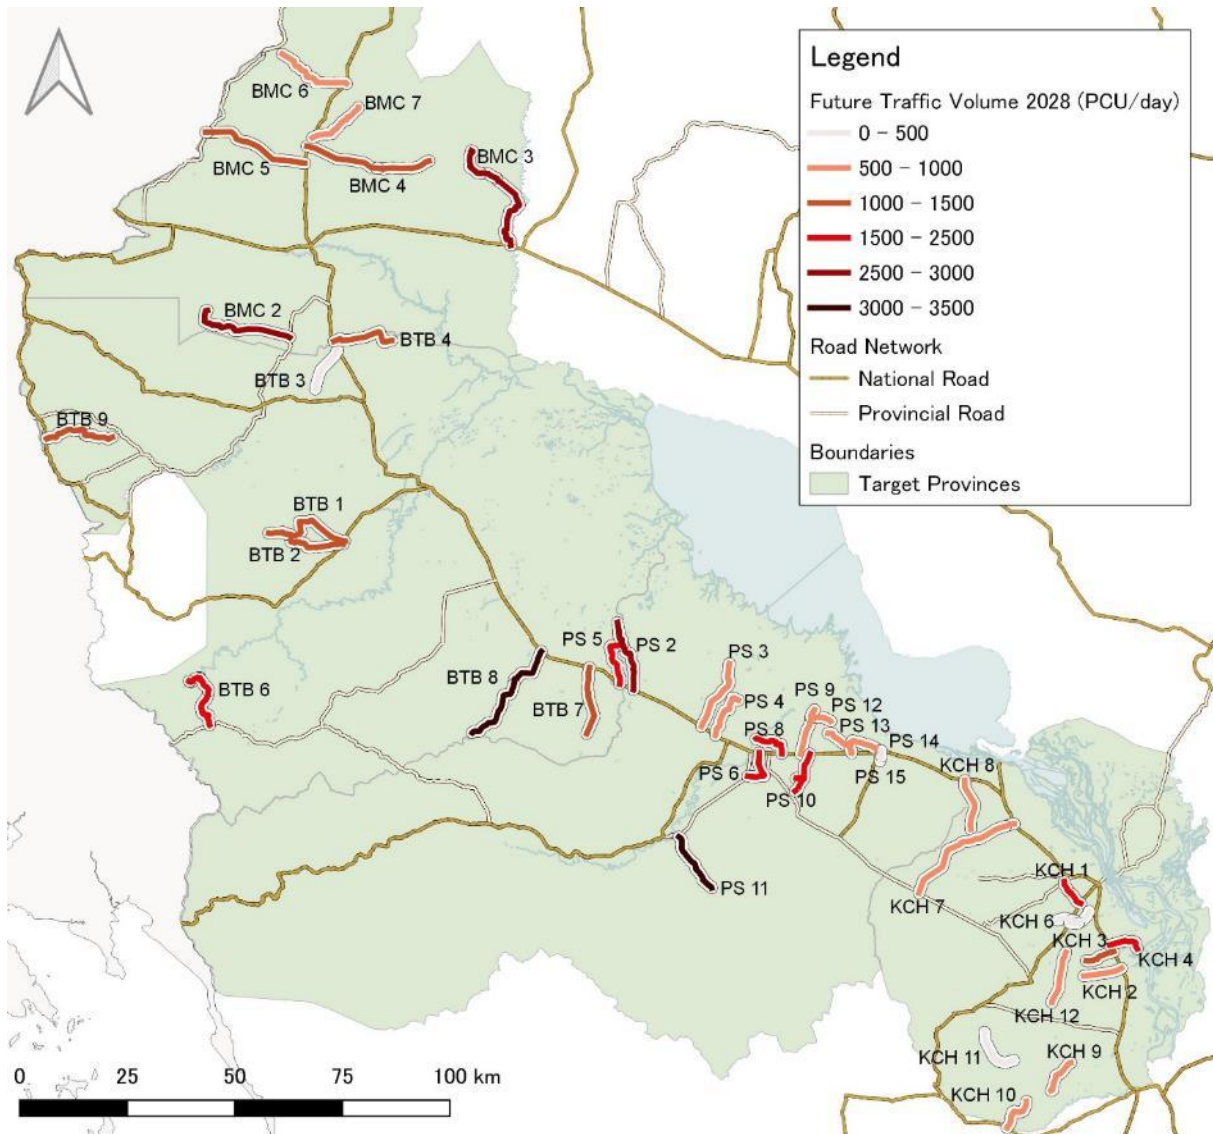 Legend
Future Traffic Volume 2028 (PCU/day)
0 - 500
500 - 1000
1000 - 1500
1500 - 2500
2500 - 3000
3000 - 3500
Road Network
National Road
Provincial Road
Boundaries
Target Provinces
BMC 6
BMC 7
BMC 5
BMC 4
BMC 3
BMC 2
BTB 4
BTB 3
BTB 9
BTB 1
BTB 2
BTB 6
BTB 8
BTB 7
PS 5
PS 2
PS 3
PS 4
PS 9
PS 12
PS 8
PS 13
PS 14
PS 6
PS 10
PS 15
PS 11
KCH 8
KCH 7
KCH 1
KCH 6
KCH 3
KCH 4
KCH 2
KCH 12
KCH 11
KCH 9
KCH 10
0 25 50 75 100 km